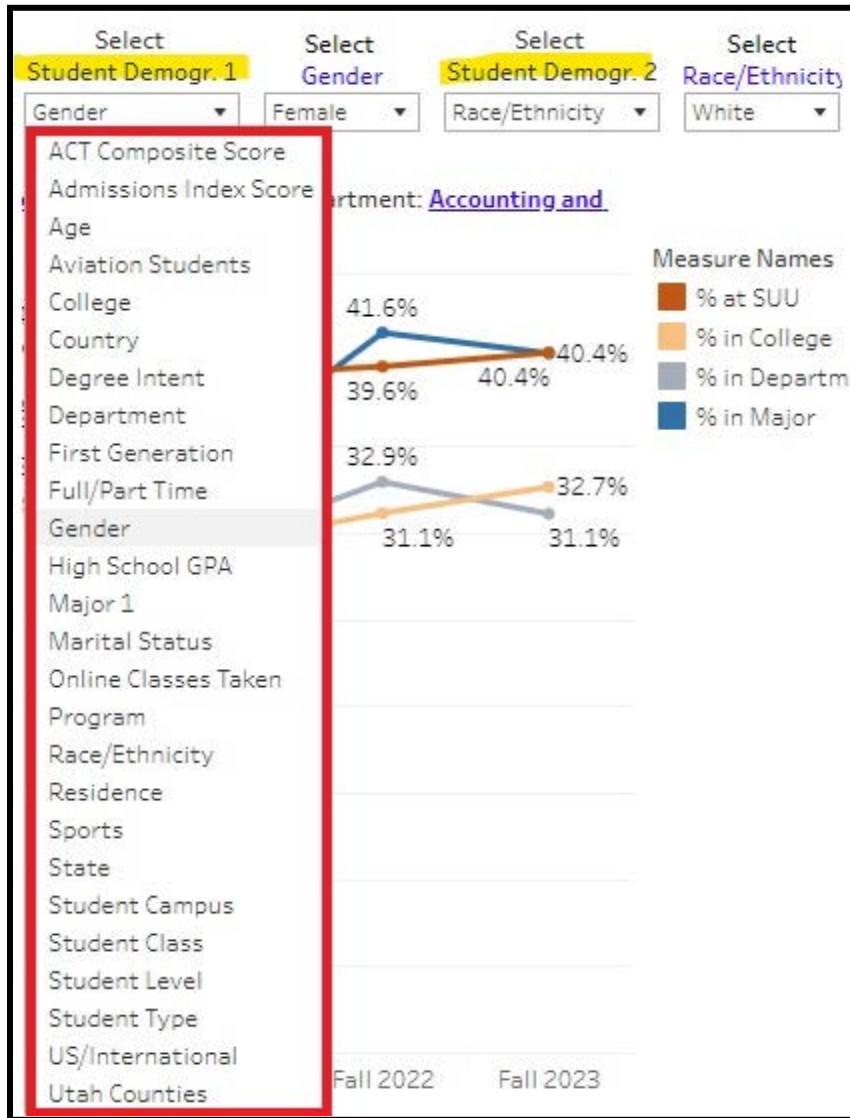 Select
Student Demogr. 1
Gender
Select
Gender
Female
Select
Student Demogr. 2
Race/Ethnicity
Select
Race/Ethnicity
White
ACT Composite Score
Admissions Index Score
Age
Aviation Students
College
Country
Degree Intent
Department
First Generation
Full/Part Time
Gender
High School GPA
Major 1
Marital Status
Online Classes Taken
Program
Race/Ethnicity
Residence
Sports
State
Student Campus
Student Class
Student Level
Student Type
US/International
Utah Counties
artment: Accounting and
41.6%
39.6%
40.4%
40.4%
32.9%
32.7%
31.1%
31.1%
Fall 2022
Fall 2023
Measure Names
% at SUU
% in College
% in Departm
% in Major